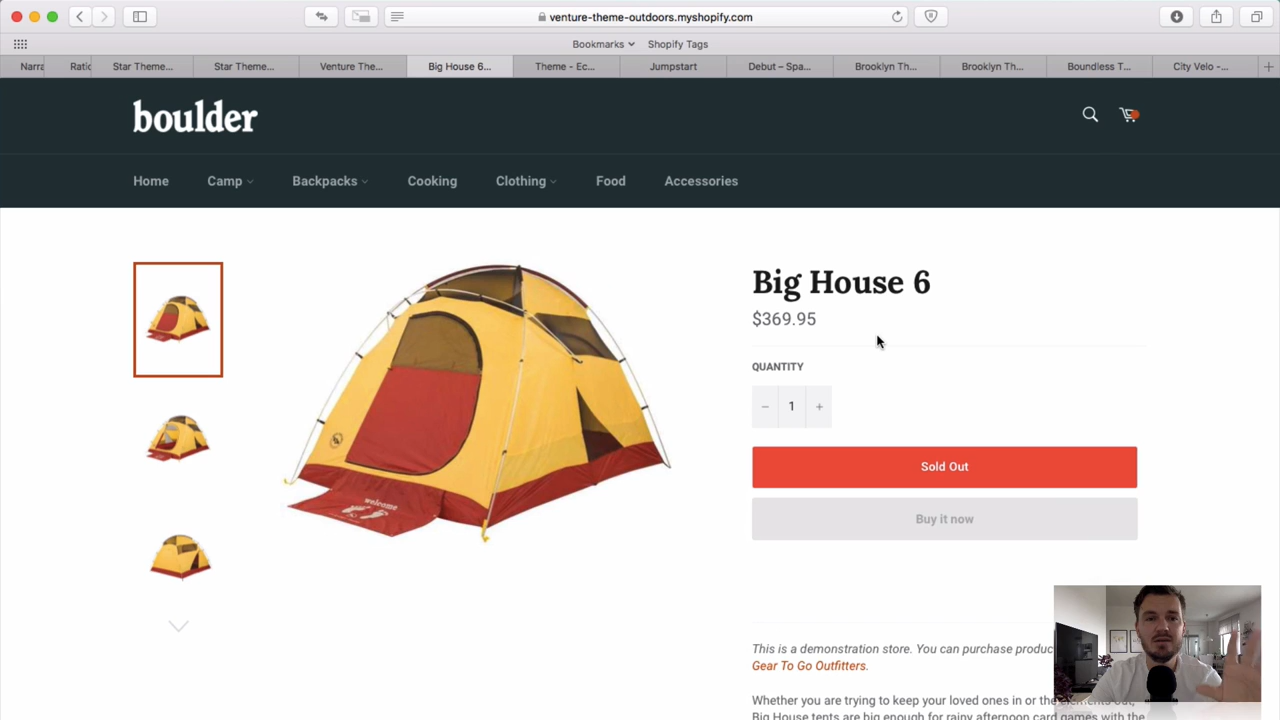 venture-theme-outdoors.myshopify.com
Bookmarks Shopify Tags
Narra Ratio Star Theme... Star Theme... Venture The... Big House 6... Theme - Ec... Jumpstart Debut – Spa... Brooklyn Th... Brooklyn Th... Boundless T... City Velo -...
boulder
Home Camp Backpacks Cooking Clothing Food Accessories
Big House 6
$369.95
QUANTITY
− 1 +
Sold Out
Buy it now
welcome
This is a demonstration store. You can purchase produc
Gear To Go Outfitters.
Whether you are trying to keep your loved ones in or the elements out,
Big House tents are big enough for rainy afternoon card games with the